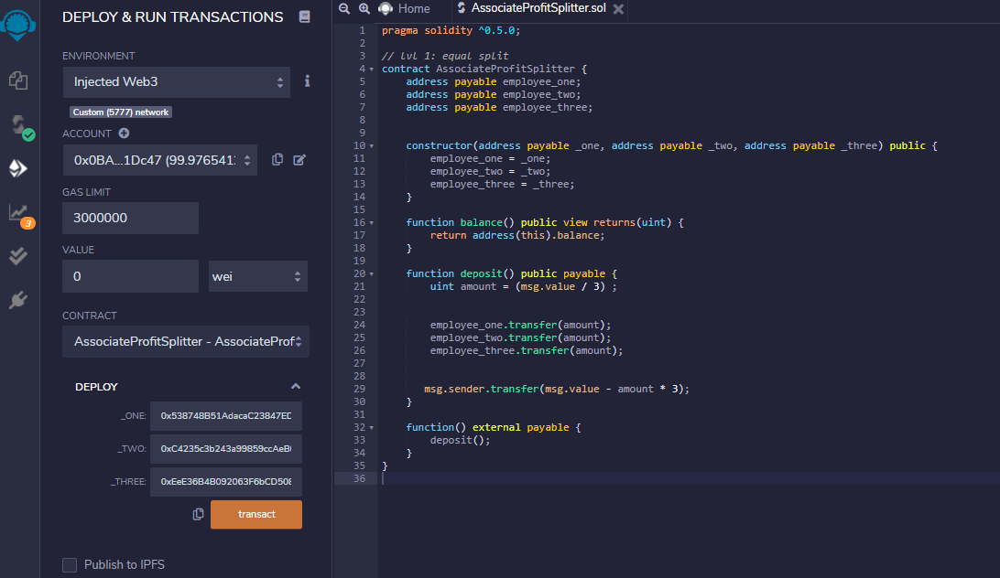 DEPLOY & RUN TRANSACTIONS
ENVIRONMENT
Injected Web3
i
Custom (5777) network
ACCOUNT
0x0BA...1Dc47 (99.976541
GAS LIMIT
3000000
VALUE
0
wei
CONTRACT
AssociateProfitSplitter - AssociateProf
DEPLOY
_ONE:
0x538748B51AdacaC23847ED
_TWO:
0xC4235c3b243a99859ccAeB
_THREE:
0xEeE36B4B092063F6bCD508
transact
Publish to IPFS
3
Home
AssociateProfitSplitter.sol
1 pragma solidity ^0.5.0;
2
3 // lvl 1: equal split
4 contract AssociateProfitSplitter {
5 address payable employee_one;
6 address payable employee_two;
7 address payable employee_three;
8
9
10 constructor(address payable _one, address payable _two, address payable _three) public {
11 employee_one = _one;
12 employee_two = _two;
13 employee_three = _three;
14 }
15
16 function balance() public view returns(uint) {
17 return address(this).balance;
18 }
19
20 function deposit() public payable {
21 uint amount = (msg.value / 3) ;
22
23
24 employee_one.transfer(amount);
25 employee_two.transfer(amount);
26 employee_three.transfer(amount);
27
28
29 msg.sender.transfer(msg.value - amount * 3);
30 }
31
32 function() external payable {
33 deposit();
34 }
35 }
36